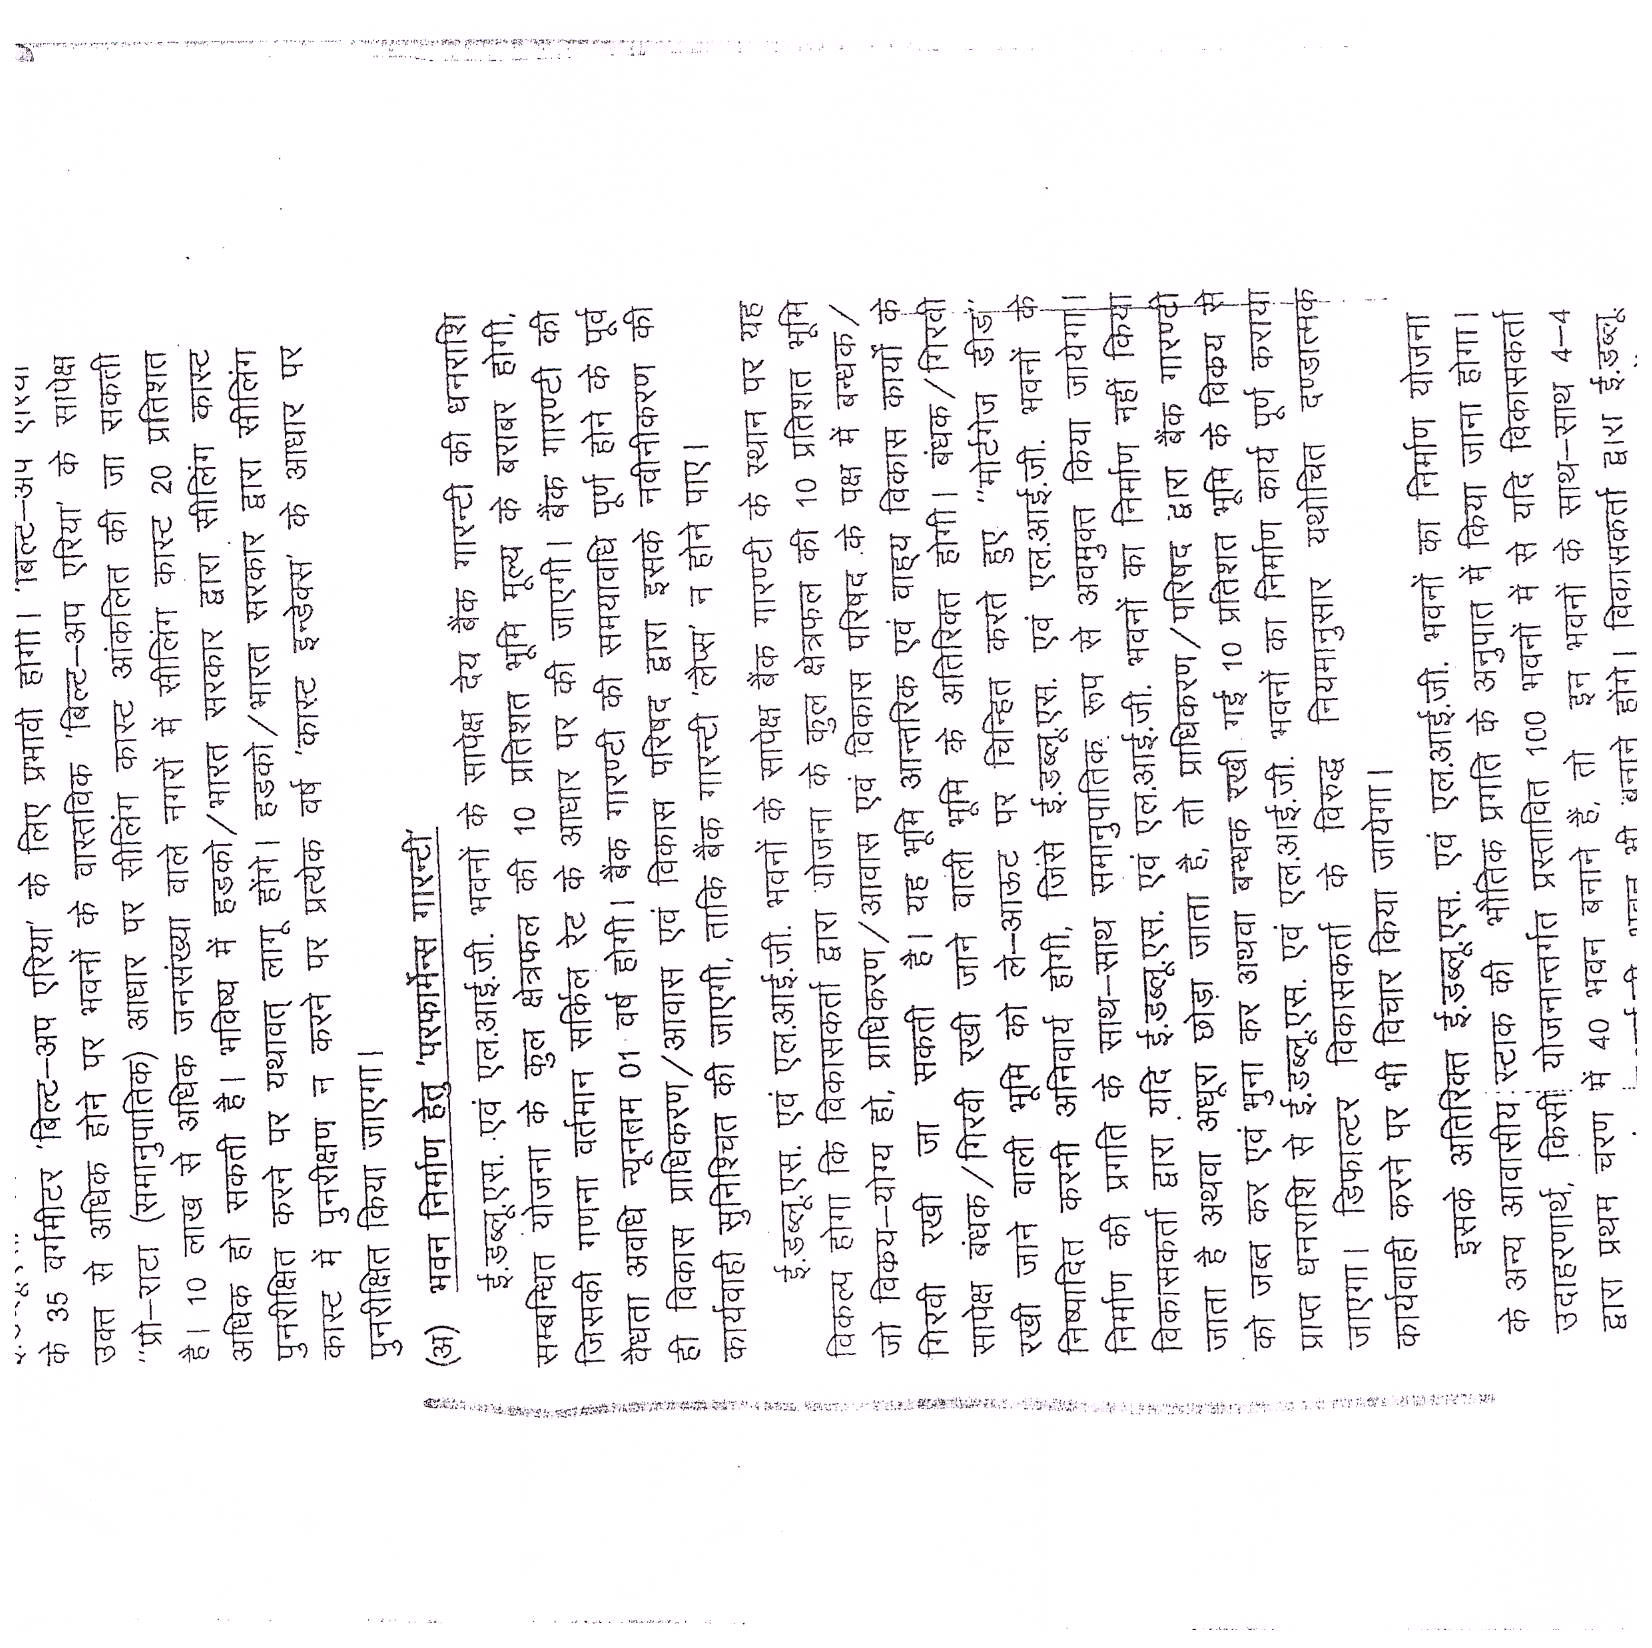 के 35 वर्गमीटर 'बिल्ट–अप एरिया' के लिए प्रभावी होगी। 'बिल्ट–अप एरिया
उक्त से अधिक होने पर भवनों के वास्तविक 'बिल्ट–अप एरिया' के सापेक्ष
"प्रो–राटा (समानुपातिक) आधार पर सीलिंग कास्ट आंकलित की जा सकती
है। 10 लाख से अधिक जनसंख्या वाले नगरों में सीलिंग कास्ट 20 प्रतिशत
अधिक हो सकती है। भविष्य में हडको/भारत सरकार द्वारा सीलिंग कास्ट
पुनरीक्षित करने पर यथावत् लागू होंगे। हडको/भारत सरकार द्वारा सीलिंग
कास्ट में पुनरीक्षण न करने पर प्रत्येक वर्ष 'कास्ट इन्डेक्स' के आधार पर
पुनरीक्षित किया जाएगा।
(अ) भवन निर्माण हेतु 'परफार्मेन्स गारन्टी'
ई.डब्लू.एस. एवं एल.आई.जी. भवनों के सापेक्ष देय बैंक गारन्टी की धनराशि
सम्बन्धित योजना के कुल क्षेत्रफल की 10 प्रतिशत भूमि मूल्य के बराबर होगी,
जिसकी गणना वर्तमान सर्किल रेट के आधार पर की जाएगी। बैंक गारण्टी की
वैधता अवधि न्यूनतम 01 वर्ष होगी। बैंक गारण्टी की समयावधि पूर्ण होने के पूर्व
ही विकास प्राधिकरण/आवास एवं विकास परिषद द्वारा इसके नवीनीकरण की
कार्यवाही सुनिश्चित की जाएगी, ताकि बैंक गारन्टी 'लैप्स' न होने पाए।
ई.डब्लू.एस. एवं एल.आई.जी. भवनों के सापेक्ष बैंक गारण्टी के स्थान पर यह
विकल्प होगा कि विकासकर्ता द्वारा योजना के कुल क्षेत्रफल की 10 प्रतिशत भूमि
जो विक्रय–योग्य हो, प्राधिकरण/आवास एवं विकास परिषद के पक्ष में बन्धक/
गिरवी रखी जा सकती है। यह भूमि आन्तरिक एवं वाह्य विकास कार्यों के
सापेक्ष बंधक/गिरवी रखी जाने वाली भूमि के अतिरिक्त होगी। बंधक/गिरवी
रखी जाने वाली भूमि को ले–आऊट पर चिन्हित करते हुए "मोर्टगेज डीड"
निष्पादित करनी अनिवार्य होगी, जिसे ई.डब्लू.एस. एवं एल.आई.जी. भवनों के
निर्माण की प्रगति के साथ–साथ समानुपातिक रूप से अवमुक्त किया जायेगा।
विकासकर्ता द्वारा यदि ई.डब्लू.एस. एवं एल.आई.जी. भवनों का निर्माण नहीं किया
जाता है अथवा अधूरा छोड़ा जाता है, तो प्राधिकरण/परिषद द्वारा बैंक गारण्टी
को जब्त कर एवं भुना कर अथवा बन्धक रखी गई 10 प्रतिशत भूमि के विक्रय से
प्राप्त धनराशि से ई.डब्लू.एस. एवं एल.आई.जी. भवनों का निर्माण कार्य पूर्ण कराया
जाएगा। डिफाल्टर विकासकर्ता के विरुद्ध नियमानुसार यथोचित दण्डात्मक
कार्यवाही करने पर भी विचार किया जायेगा।
इसके अतिरिक्त ई.डब्लू.एस. एवं एल.आई.जी. भवनों का निर्माण योजना
के अन्य आवासीय स्टाक की भौतिक प्रगति के अनुपात में किया जाना होगा।
उदाहरणार्थ, किसी योजनान्तर्गत प्रस्तावित 100 भवनों में से यदि विकासकर्ता
द्वारा प्रथम चरण में 40 भवन बनाने हैं, तो इन भवनों के साथ–साथ 4–4
बनाने होंगे। विकासकर्ता द्वारा ई.डब्लू.